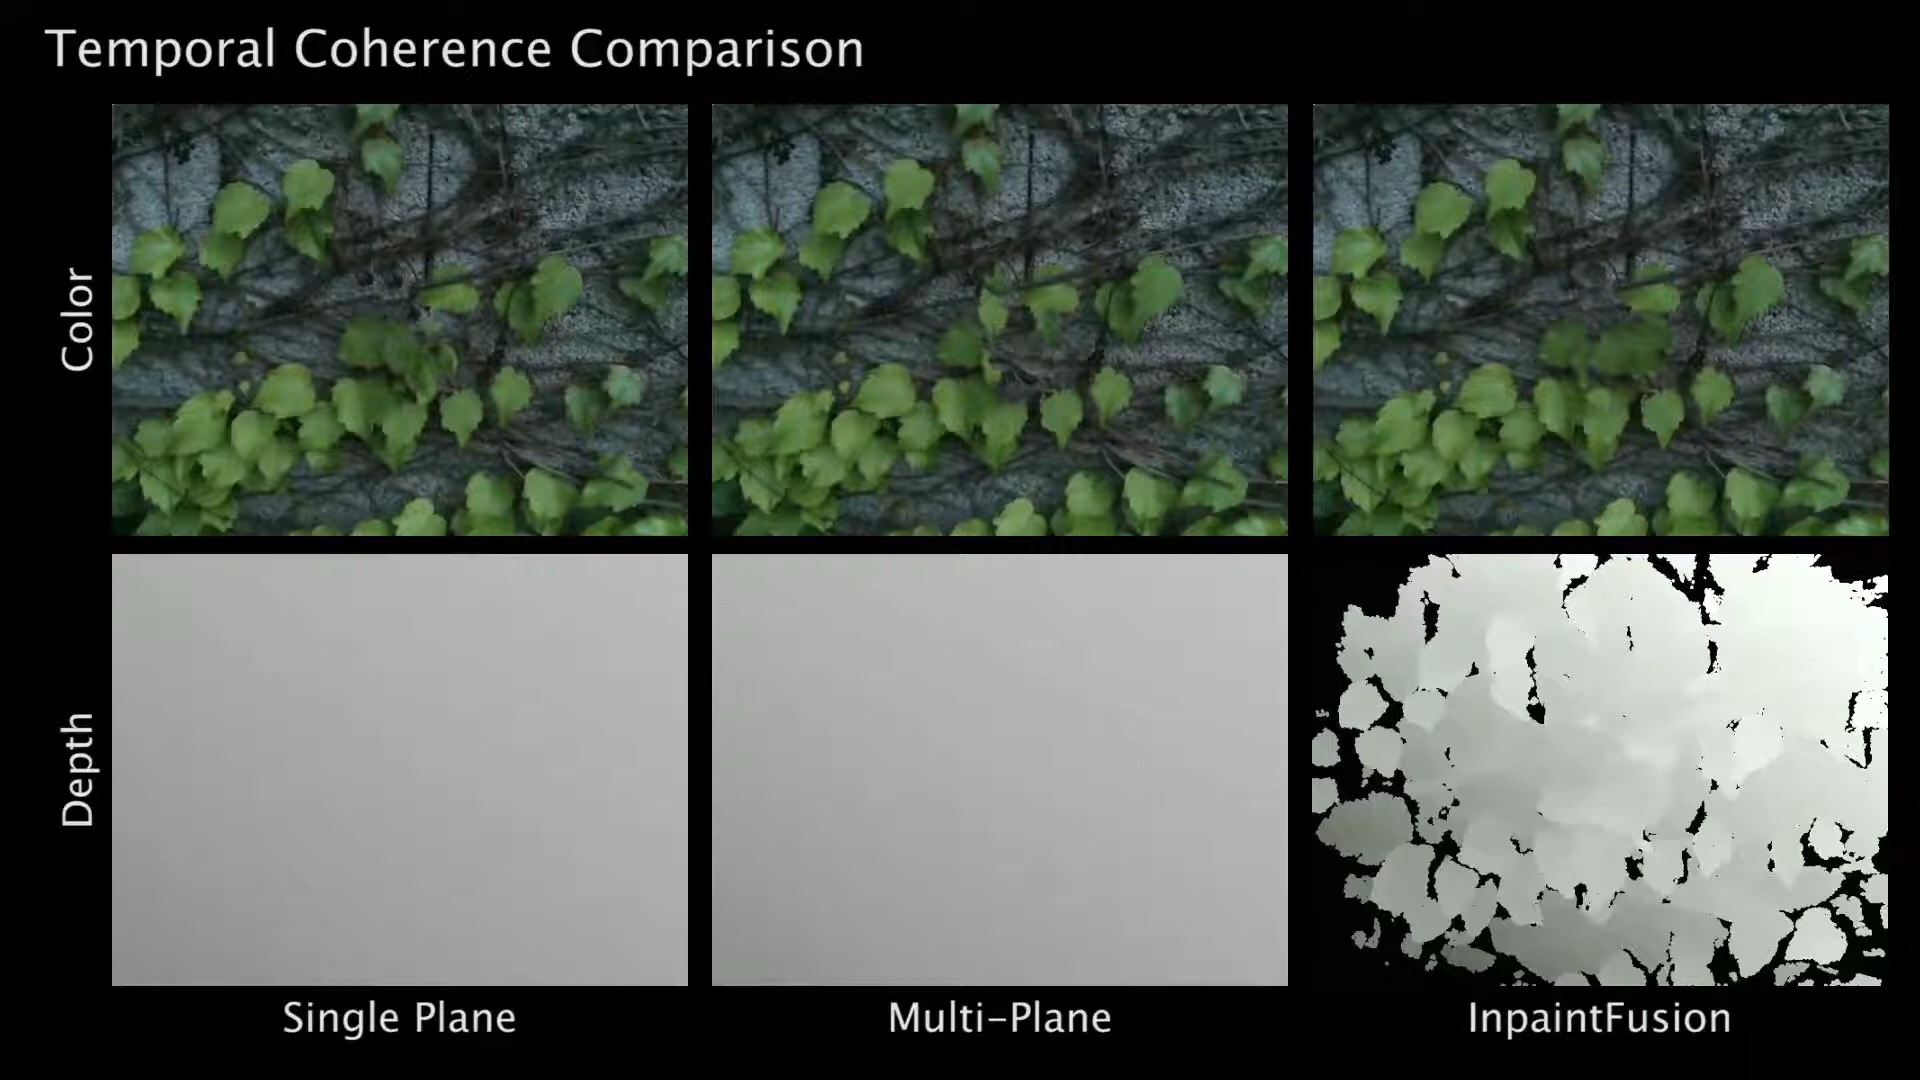 Temporal Coherence Comparison
Color
Depth
Single Plane
Multi-Plane
InpaintFusion